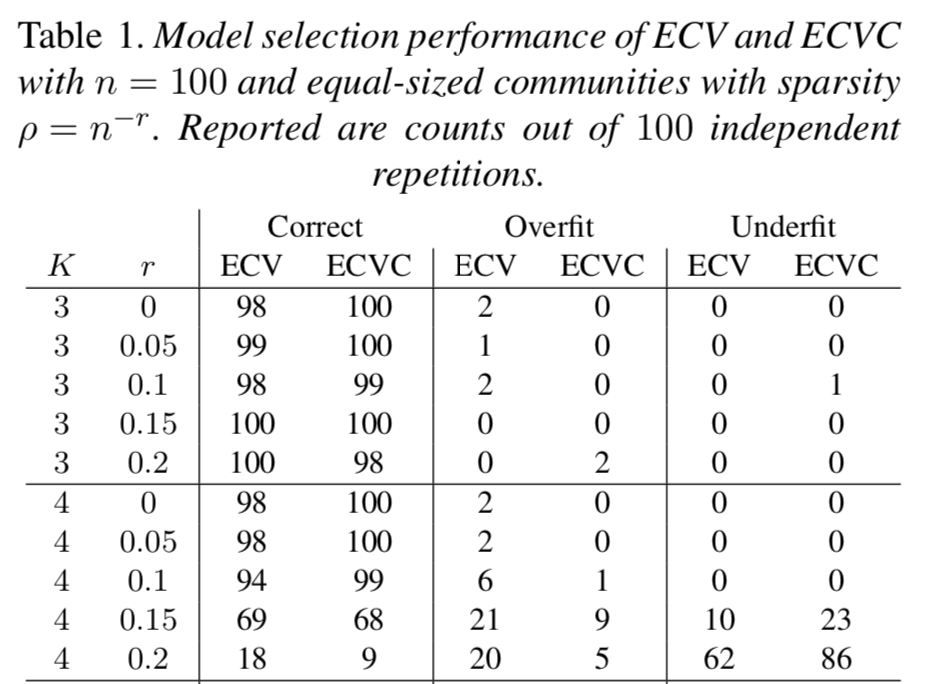 Table 1. Model selection performance of ECV and ECVC
with n = 100 and equal-sized communities with sparsity
ρ = n⁻ʳ. Reported are counts out of 100 independent
repetitions.
Correct Overfit Underfit
K r ECV ECVC ECV ECVC ECV ECVC
3 0 98 100 2 0 0 0
3 0.05 99 100 1 0 0 0
3 0.1 98 99 2 0 0 1
3 0.15 100 100 0 0 0 0
3 0.2 100 98 0 2 0 0
4 0 98 100 2 0 0 0
4 0.05 98 100 2 0 0 0
4 0.1 94 99 6 1 0 0
4 0.15 69 68 21 9 10 23
4 0.2 18 9 20 5 62 86